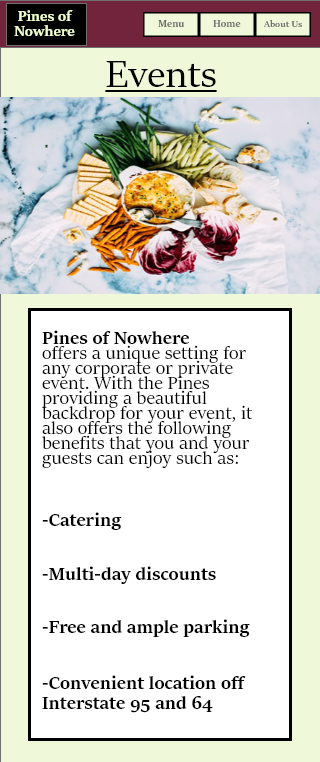 Pines of
Nowhere
Menu
Home
About Us
Events
Pines of Nowhere
offers a unique setting for
any corporate or private
event. With the Pines
providing a beautiful
backdrop for your event, it
also offers the following
benefits that you and your
guests can enjoy such as:
-Catering
-Multi-day discounts
-Free and ample parking
-Convenient location off
Interstate 95 and 64